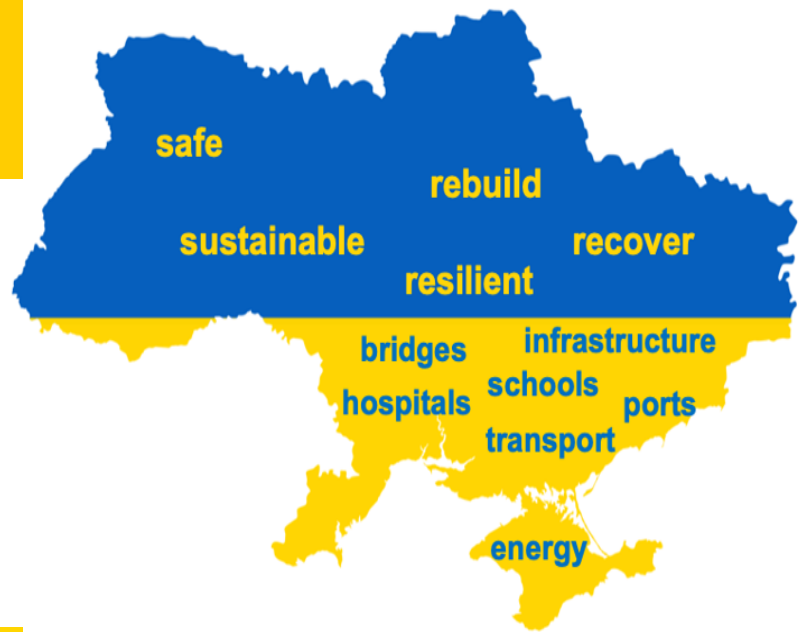 safe
rebuild
sustainable
recover
resilient
bridges
infrastructure
schools
hospitals
ports
transport
energy